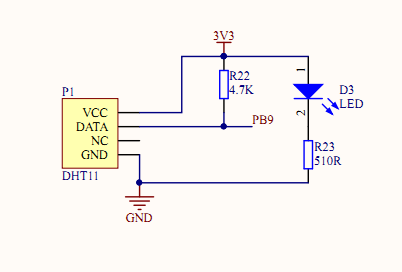 3V3
P1
R22
4.7K
1
D3
LED
VCC
DATA
PB9
2
NC
GND
R23
510R
DHT11
GND